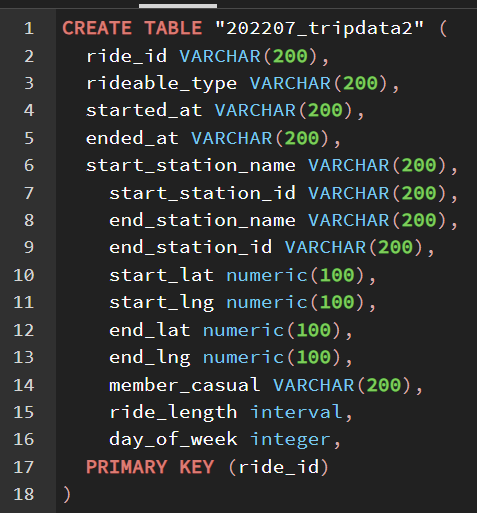 1 CREATE TABLE "202207_tripdata2" (
2 ride_id VARCHAR(200),
3 rideable_type VARCHAR(200),
4 started_at VARCHAR(200),
5 ended_at VARCHAR(200),
6 start_station_name VARCHAR(200),
7 start_station_id VARCHAR(200),
8 end_station_name VARCHAR(200),
9 end_station_id VARCHAR(200),
10 start_lat numeric(100),
11 start_lng numeric(100),
12 end_lat numeric(100),
13 end_lng numeric(100),
14 member_casual VARCHAR(200),
15 ride_length interval,
16 day_of_week integer,
17 PRIMARY KEY (ride_id)
18 )